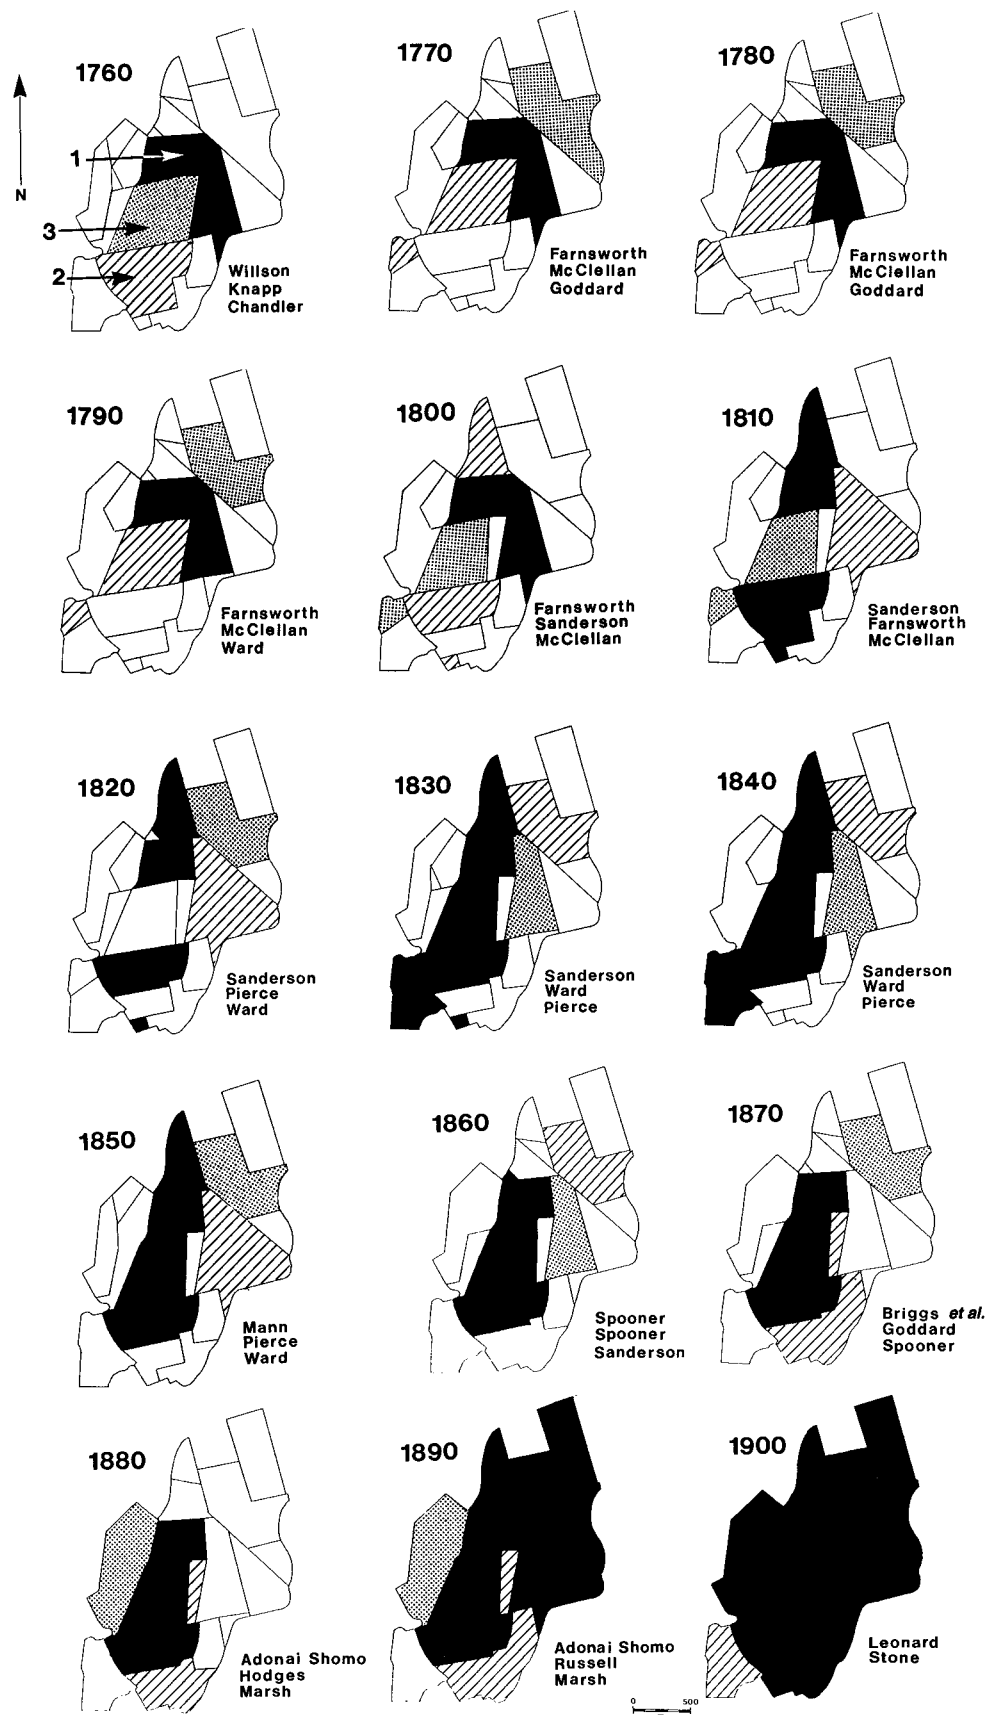 1760
N
1
3
2
Willson
Knapp
Chandler
1770
Farnsworth
McClellan
Goddard
1780
Farnsworth
McClellan
Goddard
1790
Farnsworth
McClellan
Ward
1800
Farnsworth
Sanderson
McClellan
1810
Sanderson
Farnsworth
McClellan
1820
Sanderson
Pierce
Ward
1830
Sanderson
Ward
Pierce
1840
Sanderson
Ward
Pierce
1850
Mann
Pierce
Ward
1860
Spooner
Spooner
Sanderson
1870
Briggs et al.
Goddard
Spooner
1880
Adonai Shomo
Hodges
Marsh
1890
Adonai Shomo
Russell
Marsh
1900
Leonard
Stone
0 500